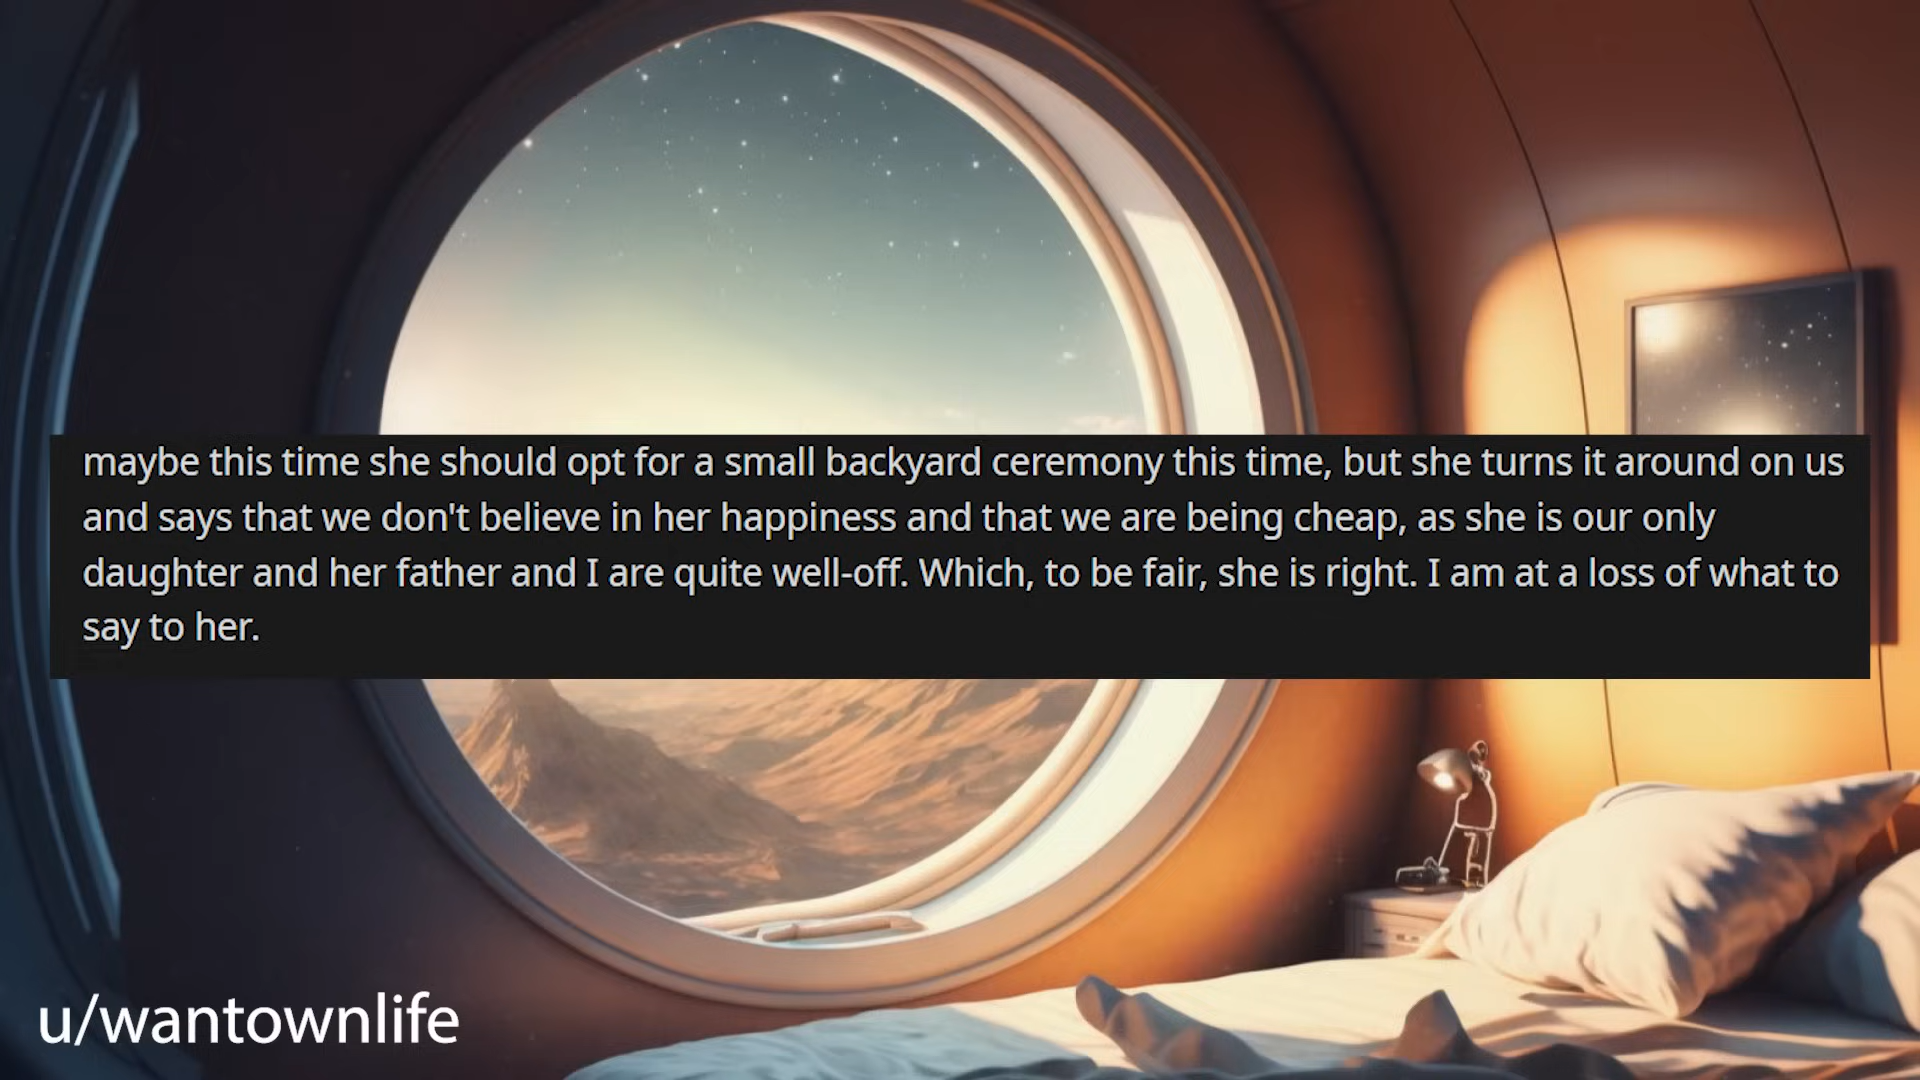 maybe this time she should opt for a small backyard ceremony this time, but she turns it around on us
and says that we don't believe in her happiness and that we are being cheap, as she is our only
daughter and her father and I are quite well-off. Which, to be fair, she is right. I am at a loss of what to
say to her.
u/wantownlife